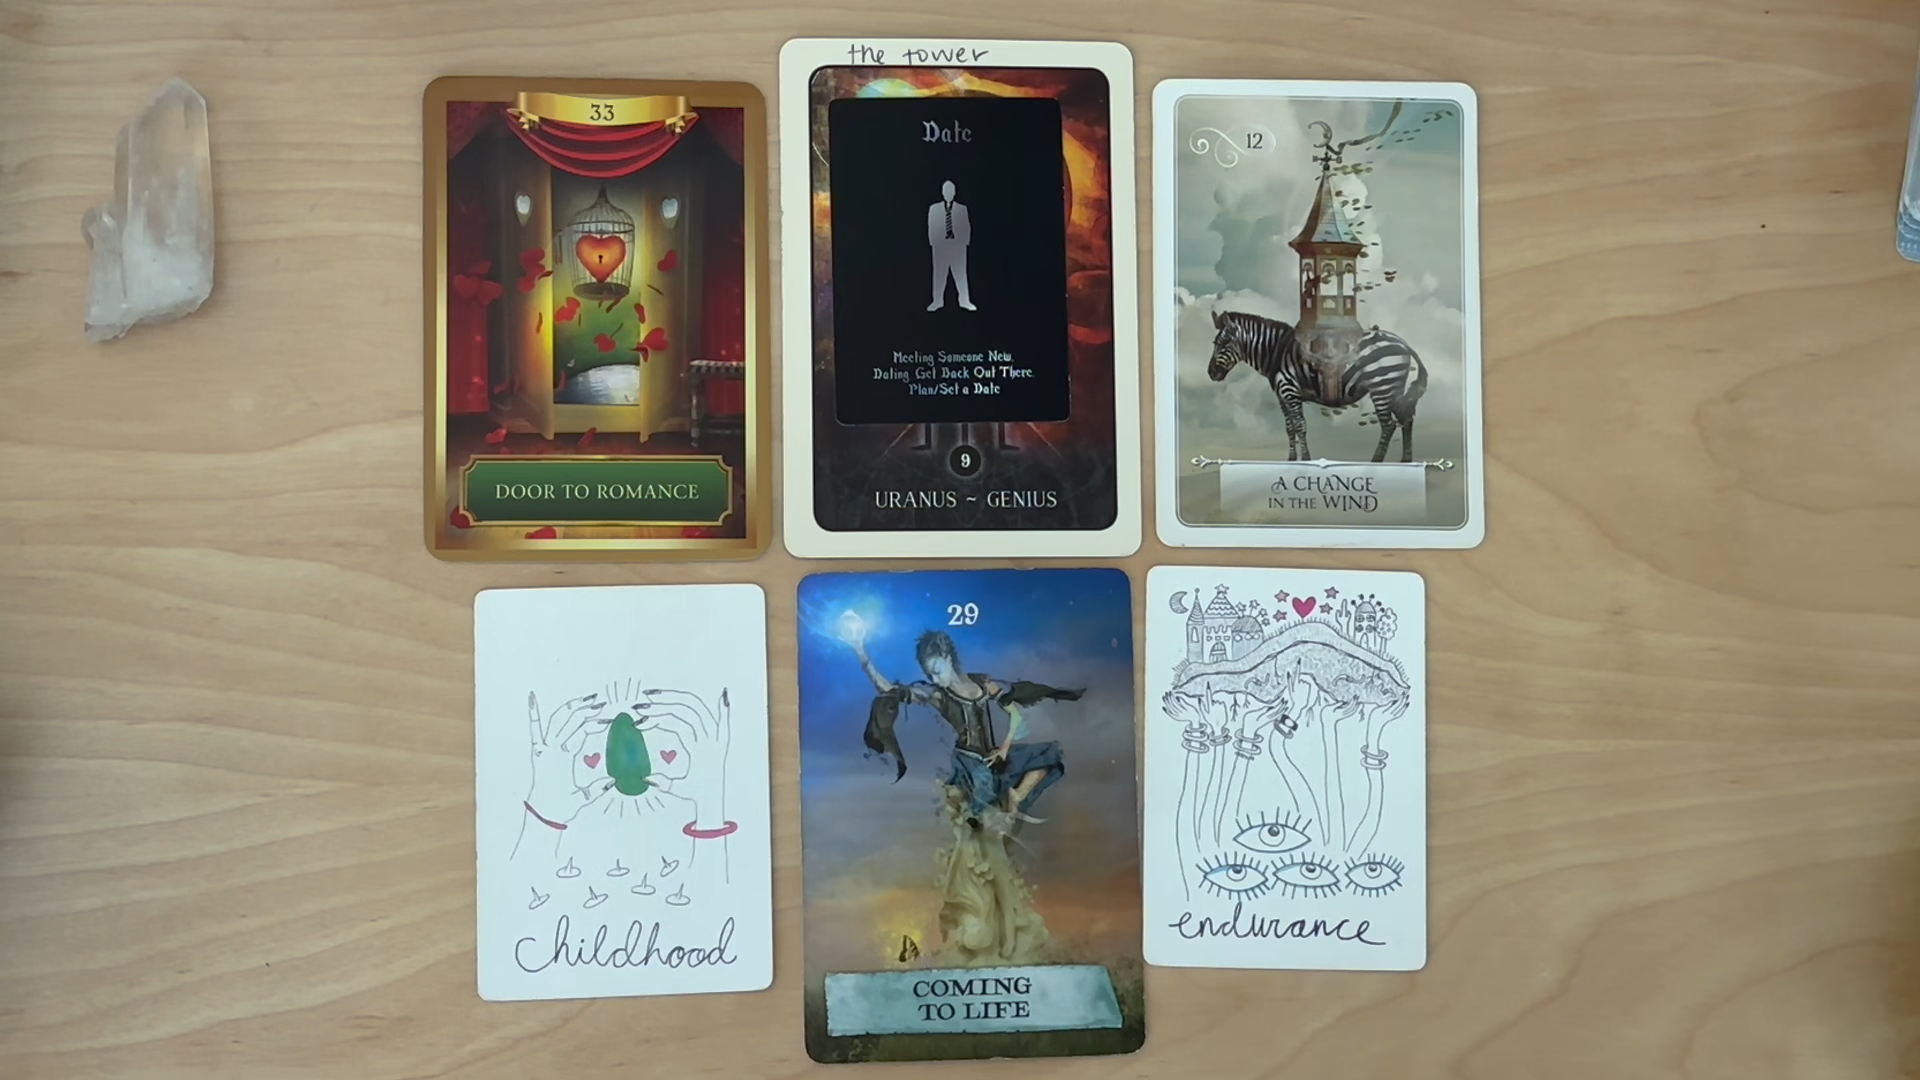 33
DOOR TO ROMANCE
the tower
Date
Meeting Someone New.
Dating. Get Back Out There.
Plan/Set a Date
9
URANUS ~ GENIUS
12
A CHANGE
IN THE WIND
childhood
29
COMING
TO LIFE
endurance